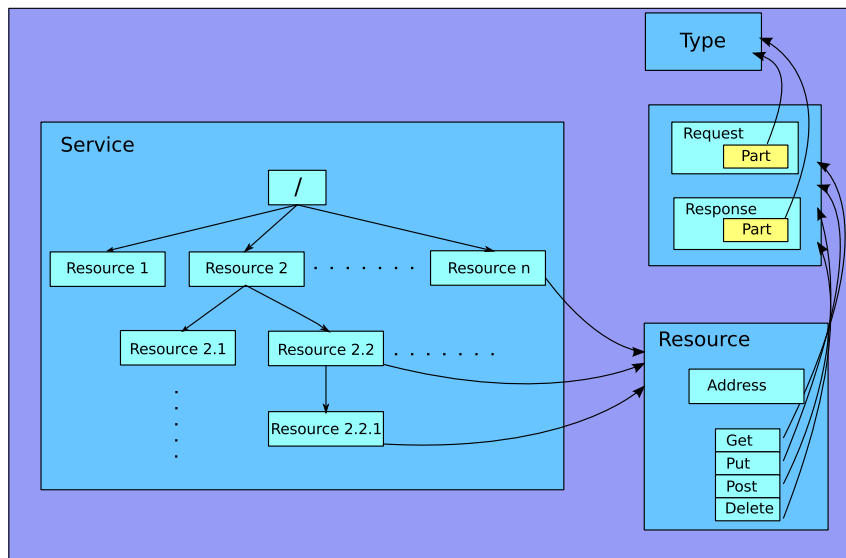 Type
Request
Part
Response
Part
Service
/
Resource 1
Resource 2
. . . . . . .
Resource n
Resource 2.1
Resource 2.2
. . . . . . .
Resource 2.2.1
Resource
Address
Get
Put
Post
Delete